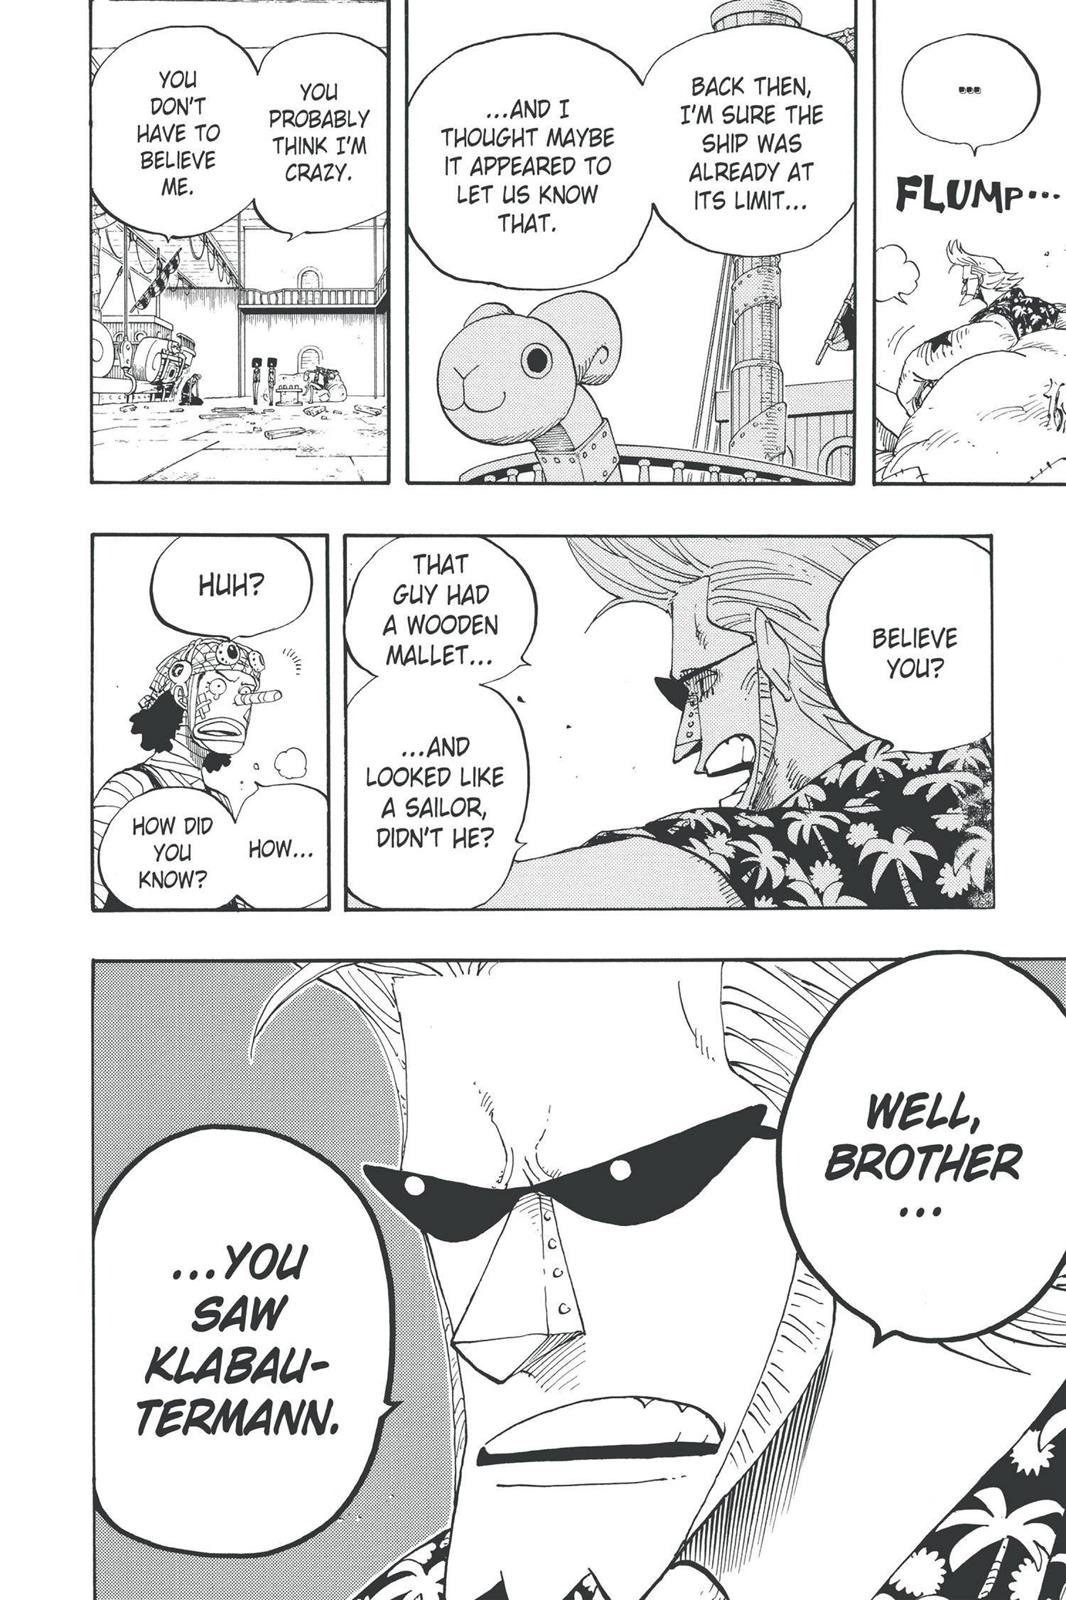 ...
FLUMP...
BACK THEN,
I'M SURE THE
SHIP WAS
ALREADY AT
ITS LIMIT...
...AND I
THOUGHT MAYBE
IT APPEARED TO
LET US KNOW
THAT.
YOU
PROBABLY
THINK I'M
CRAZY.
YOU
DON'T
HAVE TO
BELIEVE
ME.
BELIEVE
YOU?
THAT
GUY HAD
A WOODEN
MALLET...
...AND
LOOKED LIKE
A SAILOR,
DIDN'T HE?
HUH?
HOW...
HOW DID
YOU
KNOW?
WELL,
BROTHER
...
...YOU
SAW
KLABAU-
TERMANN.